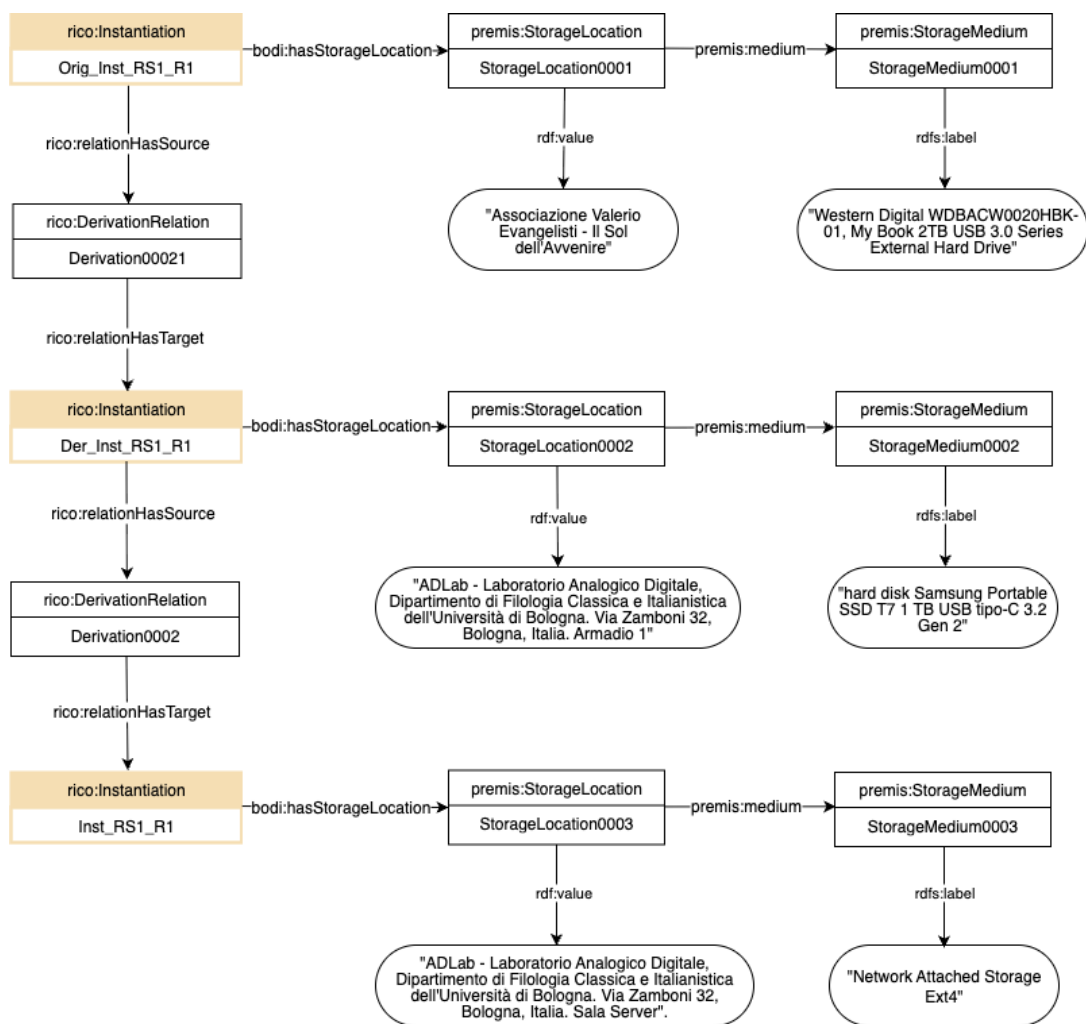 rico:Instantiation
Orig_Inst_RS1_R1
bodi:hasStorageLocation
premis:StorageLocation
StorageLocation0001
premis:medium
premis:StorageMedium
StorageMedium0001
rico:relationHasSource
rdf:value
rdfs:label
"Associazione Valerio
Evangelisti - Il Sol
dell'Avvenire"
"Western Digital WDBACW0020HBK-
01, My Book 2TB USB 3.0 Series
External Hard Drive"
rico:DerivationRelation
Derivation00021
rico:relationHasTarget
rico:Instantiation
Der_Inst_RS1_R1
bodi:hasStorageLocation
premis:StorageLocation
StorageLocation0002
premis:medium
premis:StorageMedium
StorageMedium0002
rico:relationHasSource
rdf:value
rdfs:label
"ADLab - Laboratorio Analogico Digitale,
Dipartimento di Filologia Classica e Italianistica
dell'Università di Bologna. Via Zamboni 32,
Bologna, Italia. Armadio 1"
"hard disk Samsung Portable
SSD T7 1 TB USB tipo-C 3.2
Gen 2"
rico:DerivationRelation
Derivation0002
rico:relationHasTarget
rico:Instantiation
Inst_RS1_R1
bodi:hasStorageLocation
premis:StorageLocation
StorageLocation0003
premis:medium
premis:StorageMedium
StorageMedium0003
rdf:value
rdfs:label
"ADLab - Laboratorio Analogico Digitale,
Dipartimento di Filologia Classica e Italianistica
dell'Università di Bologna. Via Zamboni 32,
Bologna, Italia. Sala Server".
"Network Attached Storage
Ext4"